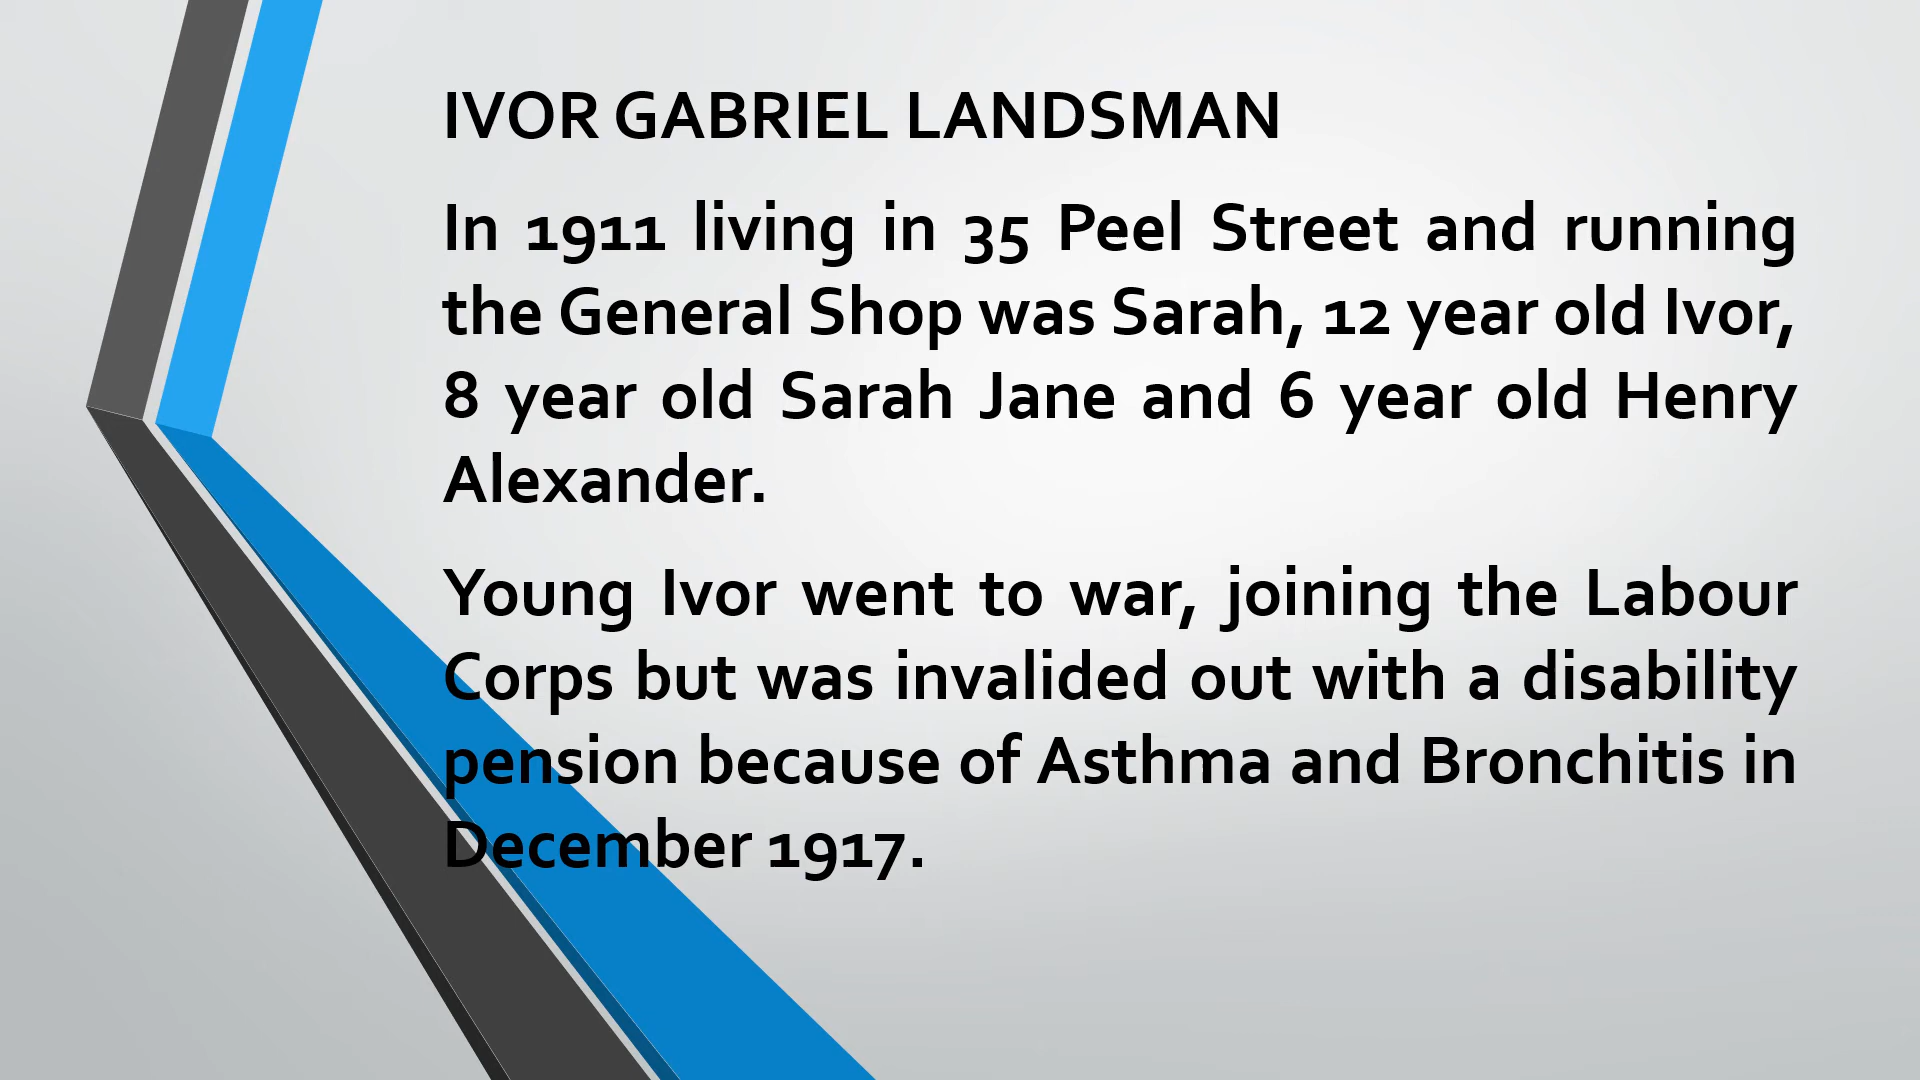 IVOR GABRIEL LANDSMAN
In 1911 living in 35 Peel Street and running
the General Shop was Sarah, 12 year old Ivor,
8 year old Sarah Jane and 6 year old Henry
Alexander.
Young Ivor went to war, joining the Labour
Corps but was invalided out with a disability
pension because of Asthma and Bronchitis in
December 1917.